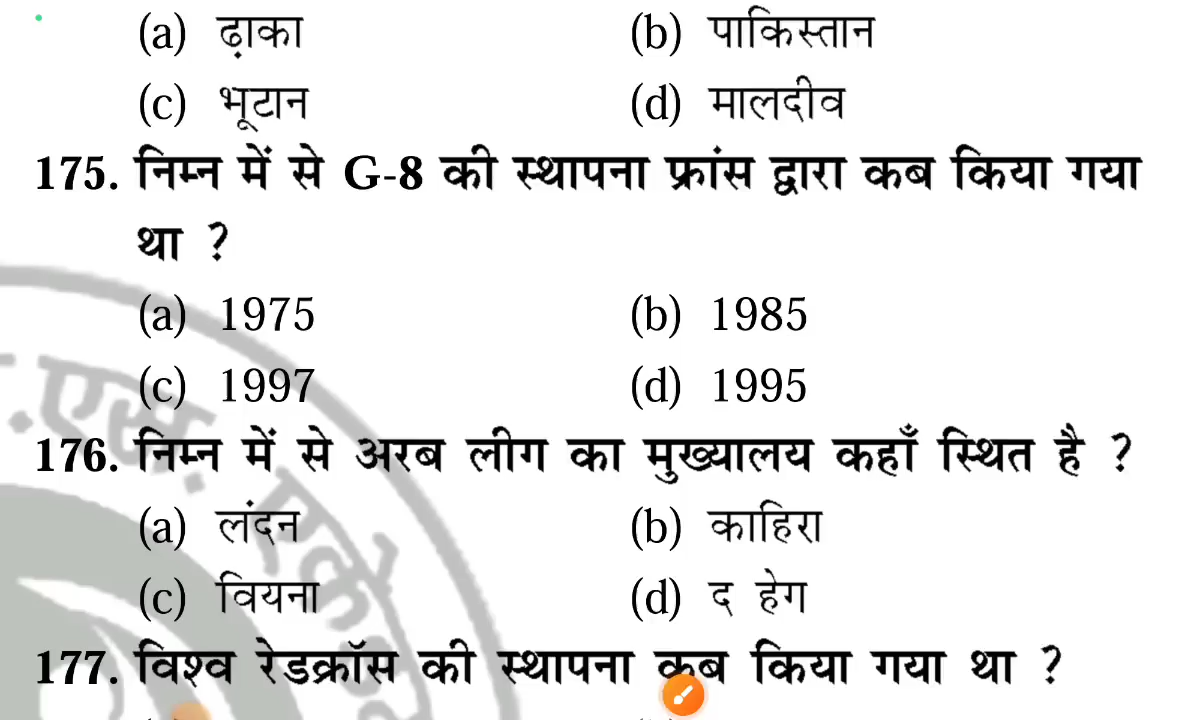 (a) ढ़ाका (b) पाकिस्तान
(c) भूटान (d) मालदीव
175. निम्न में से G-8 की स्थापना फ्रांस द्वारा कब किया गया
था ?
(a) 1975 (b) 1985
(c) 1997 (d) 1995
176. निम्न में से अरब लीग का मुख्यालय कहाँ स्थित है ?
(a) लंदन (b) काहिरा
(c) वियना (d) द हेग
177. विश्व रेडक्रॉस की स्थापना कब किया गया था ?